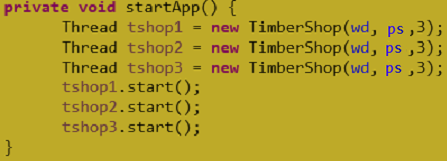 private void startApp() {
Thread tshop1 = new TimberShop(wd, ps ,3);
Thread tshop2 = new TimberShop(wd, ps ,3);
Thread tshop3 = new TimberShop(wd, ps ,3);
tshop1.start();
tshop2.start();
tshop3.start();
}